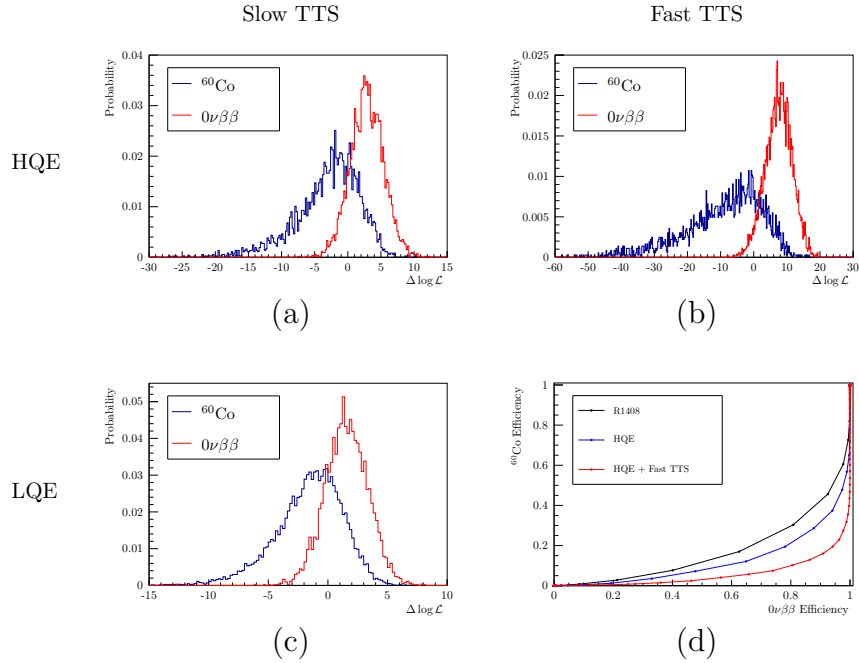 Slow TTS
Fast TTS
HQE
LQE
Probability
0.04
0.03
0.02
0.01
0
⁶⁰Co
0νββ
-30 -25 -20 -15 -10 -5 0 5 10 15
Δ log ℒ
(a)
Probability
0.025
0.02
0.015
0.01
0.005
0
⁶⁰Co
0νββ
-60 -50 -40 -30 -20 -10 0 10 20 30
Δ log ℒ
(b)
Probability
0.05
0.04
0.03
0.02
0.01
0
⁶⁰Co
0νββ
-15 -10 -5 0 5 10
Δ log ℒ
(c)
⁶⁰Co Efficiency
1
0.8
0.6
0.4
0.2
0
R1408
HQE
HQE + Fast TTS
0 0.2 0.4 0.6 0.8 1
0νββ Efficiency
(d)